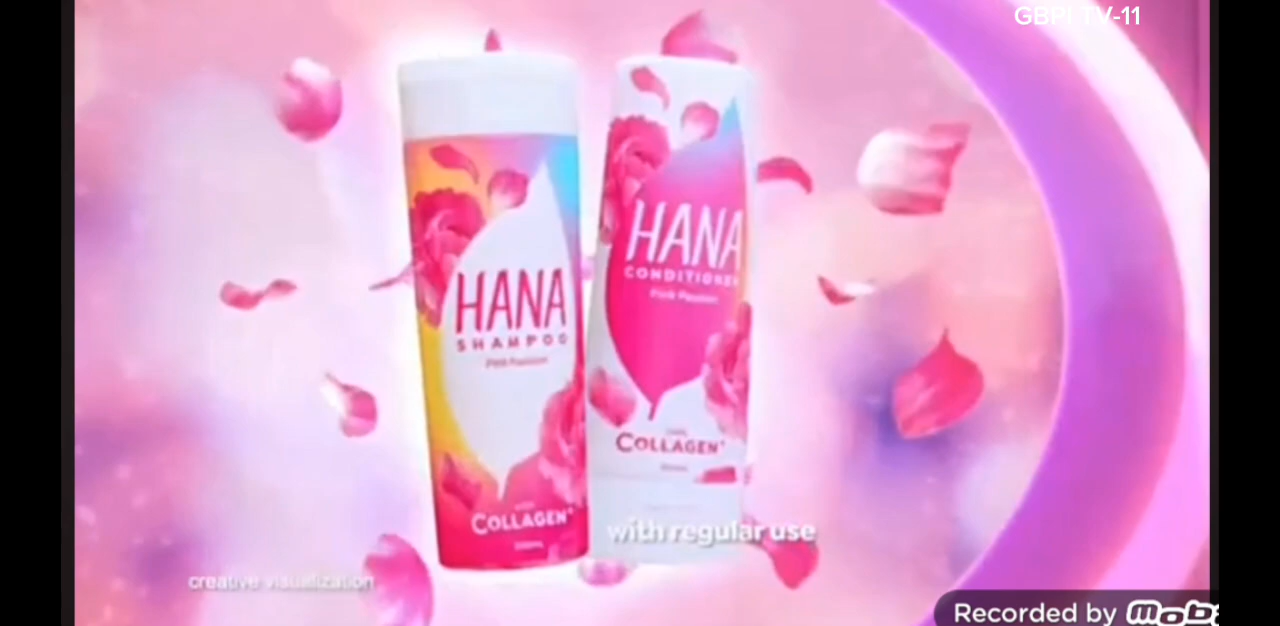 GBPI TV-11
HANA
SHAMPOO
Pink Passion
COLLAGEN+
HANA
CONDITIONER
Pink Passion
COLLAGEN+
with regular use
creative visualization
Recorded by